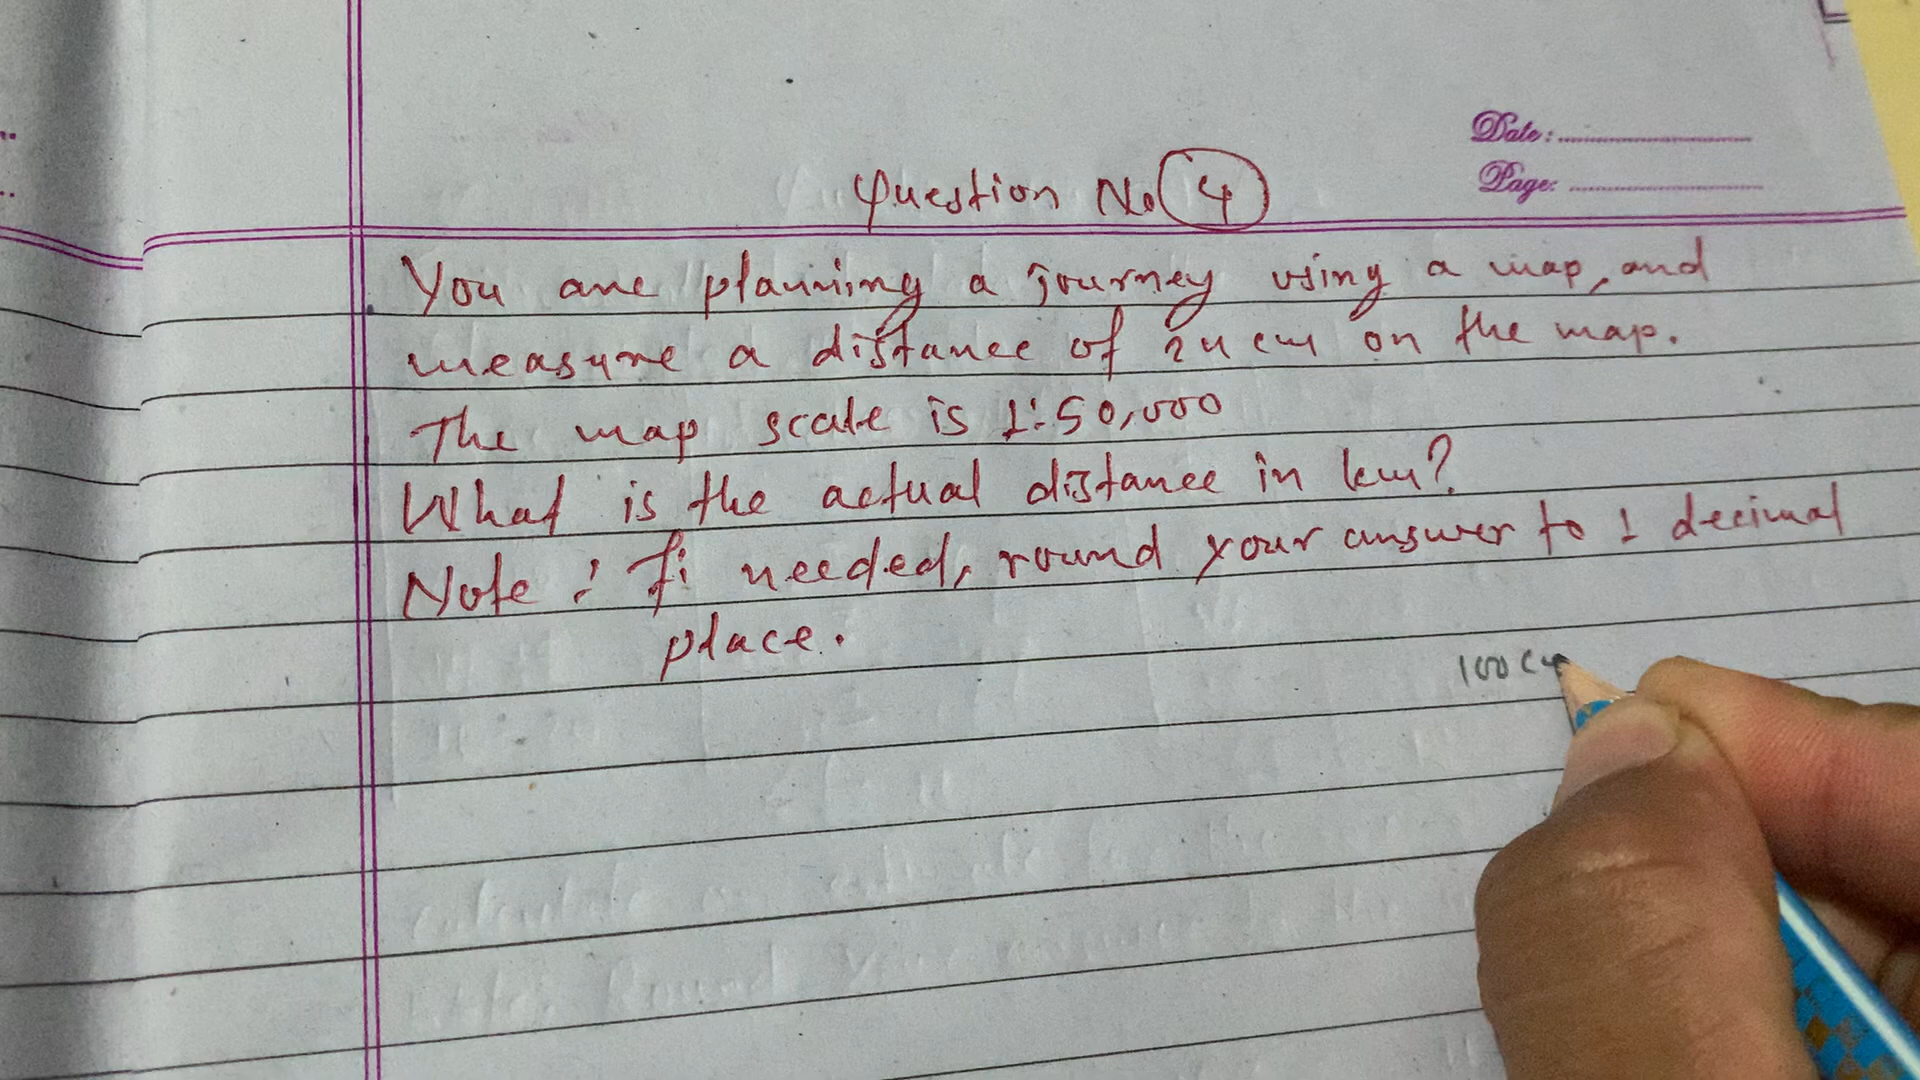 Date:
Page:
Question No 4
You are planning a journey using a map, and
measure a distance of 24 cm on the map.
The map scale is 1:50,000
What is the actual distance in km?
Note : If needed, round your answer to 1 decimal
place.
100 cm